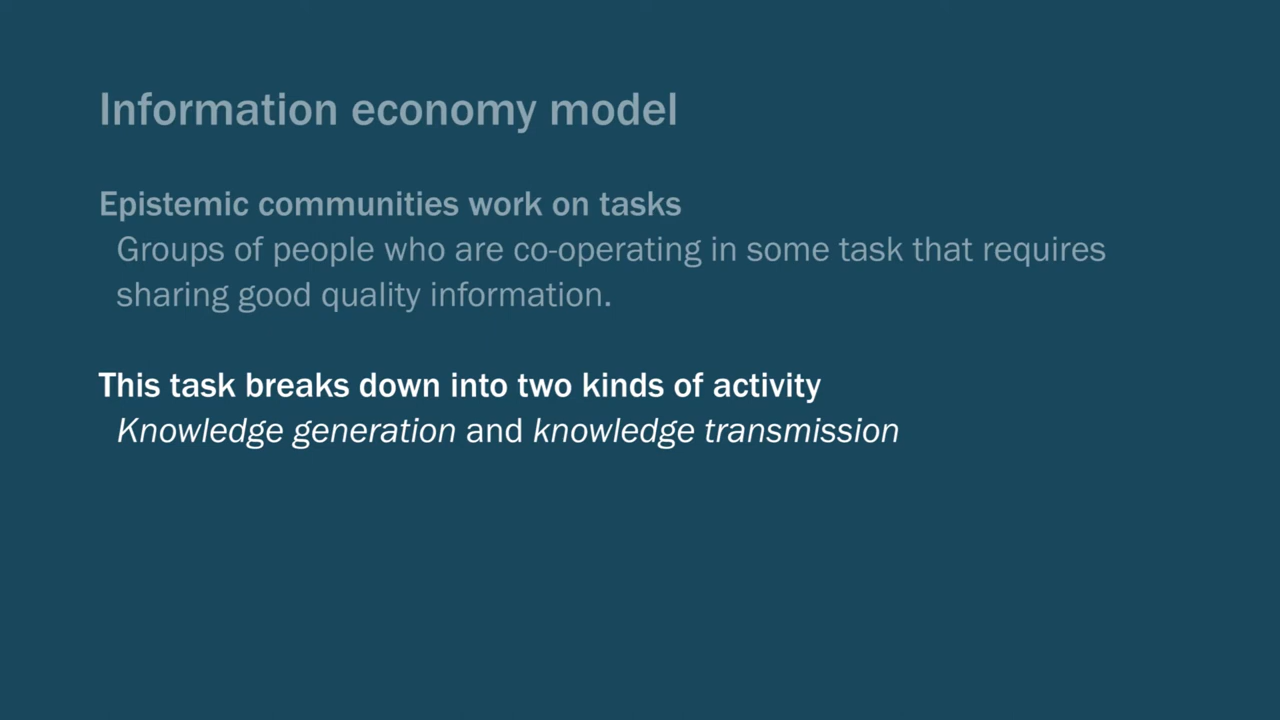 Information economy model
Epistemic communities work on tasks
Groups of people who are co-operating in some task that requires
sharing good quality information.
This task breaks down into two kinds of activity
Knowledge generation and knowledge transmission